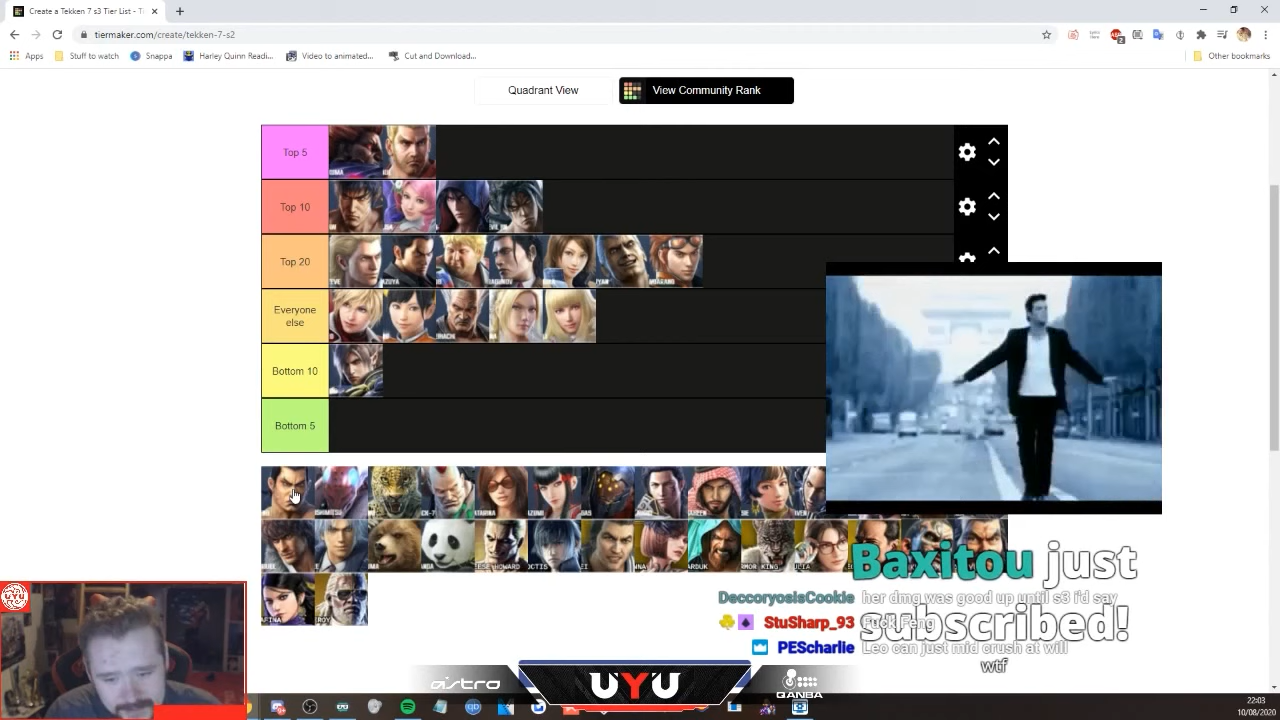 Create a Tekken 7 s3 Tier List - Ti
tiermaker.com/create/tekken-7-s2
Apps
Stuff to watch
Snappa
Harley Quinn Readi...
Video to animated...
Cut and Download...
Other bookmarks
Quadrant View
View Community Rank
Top 5
Top 10
Top 20
Everyone
else
Bottom 10
Bottom 5
Baxitou just
subscribed!
DeccoryosisCookie her dmg was good up until s3 i'd say
StuSharp_93 Fuck Feng
PEScharlie Leo can just mid crush at will
wtf
astro
UYU
QANBA
22:03
10/08/2020